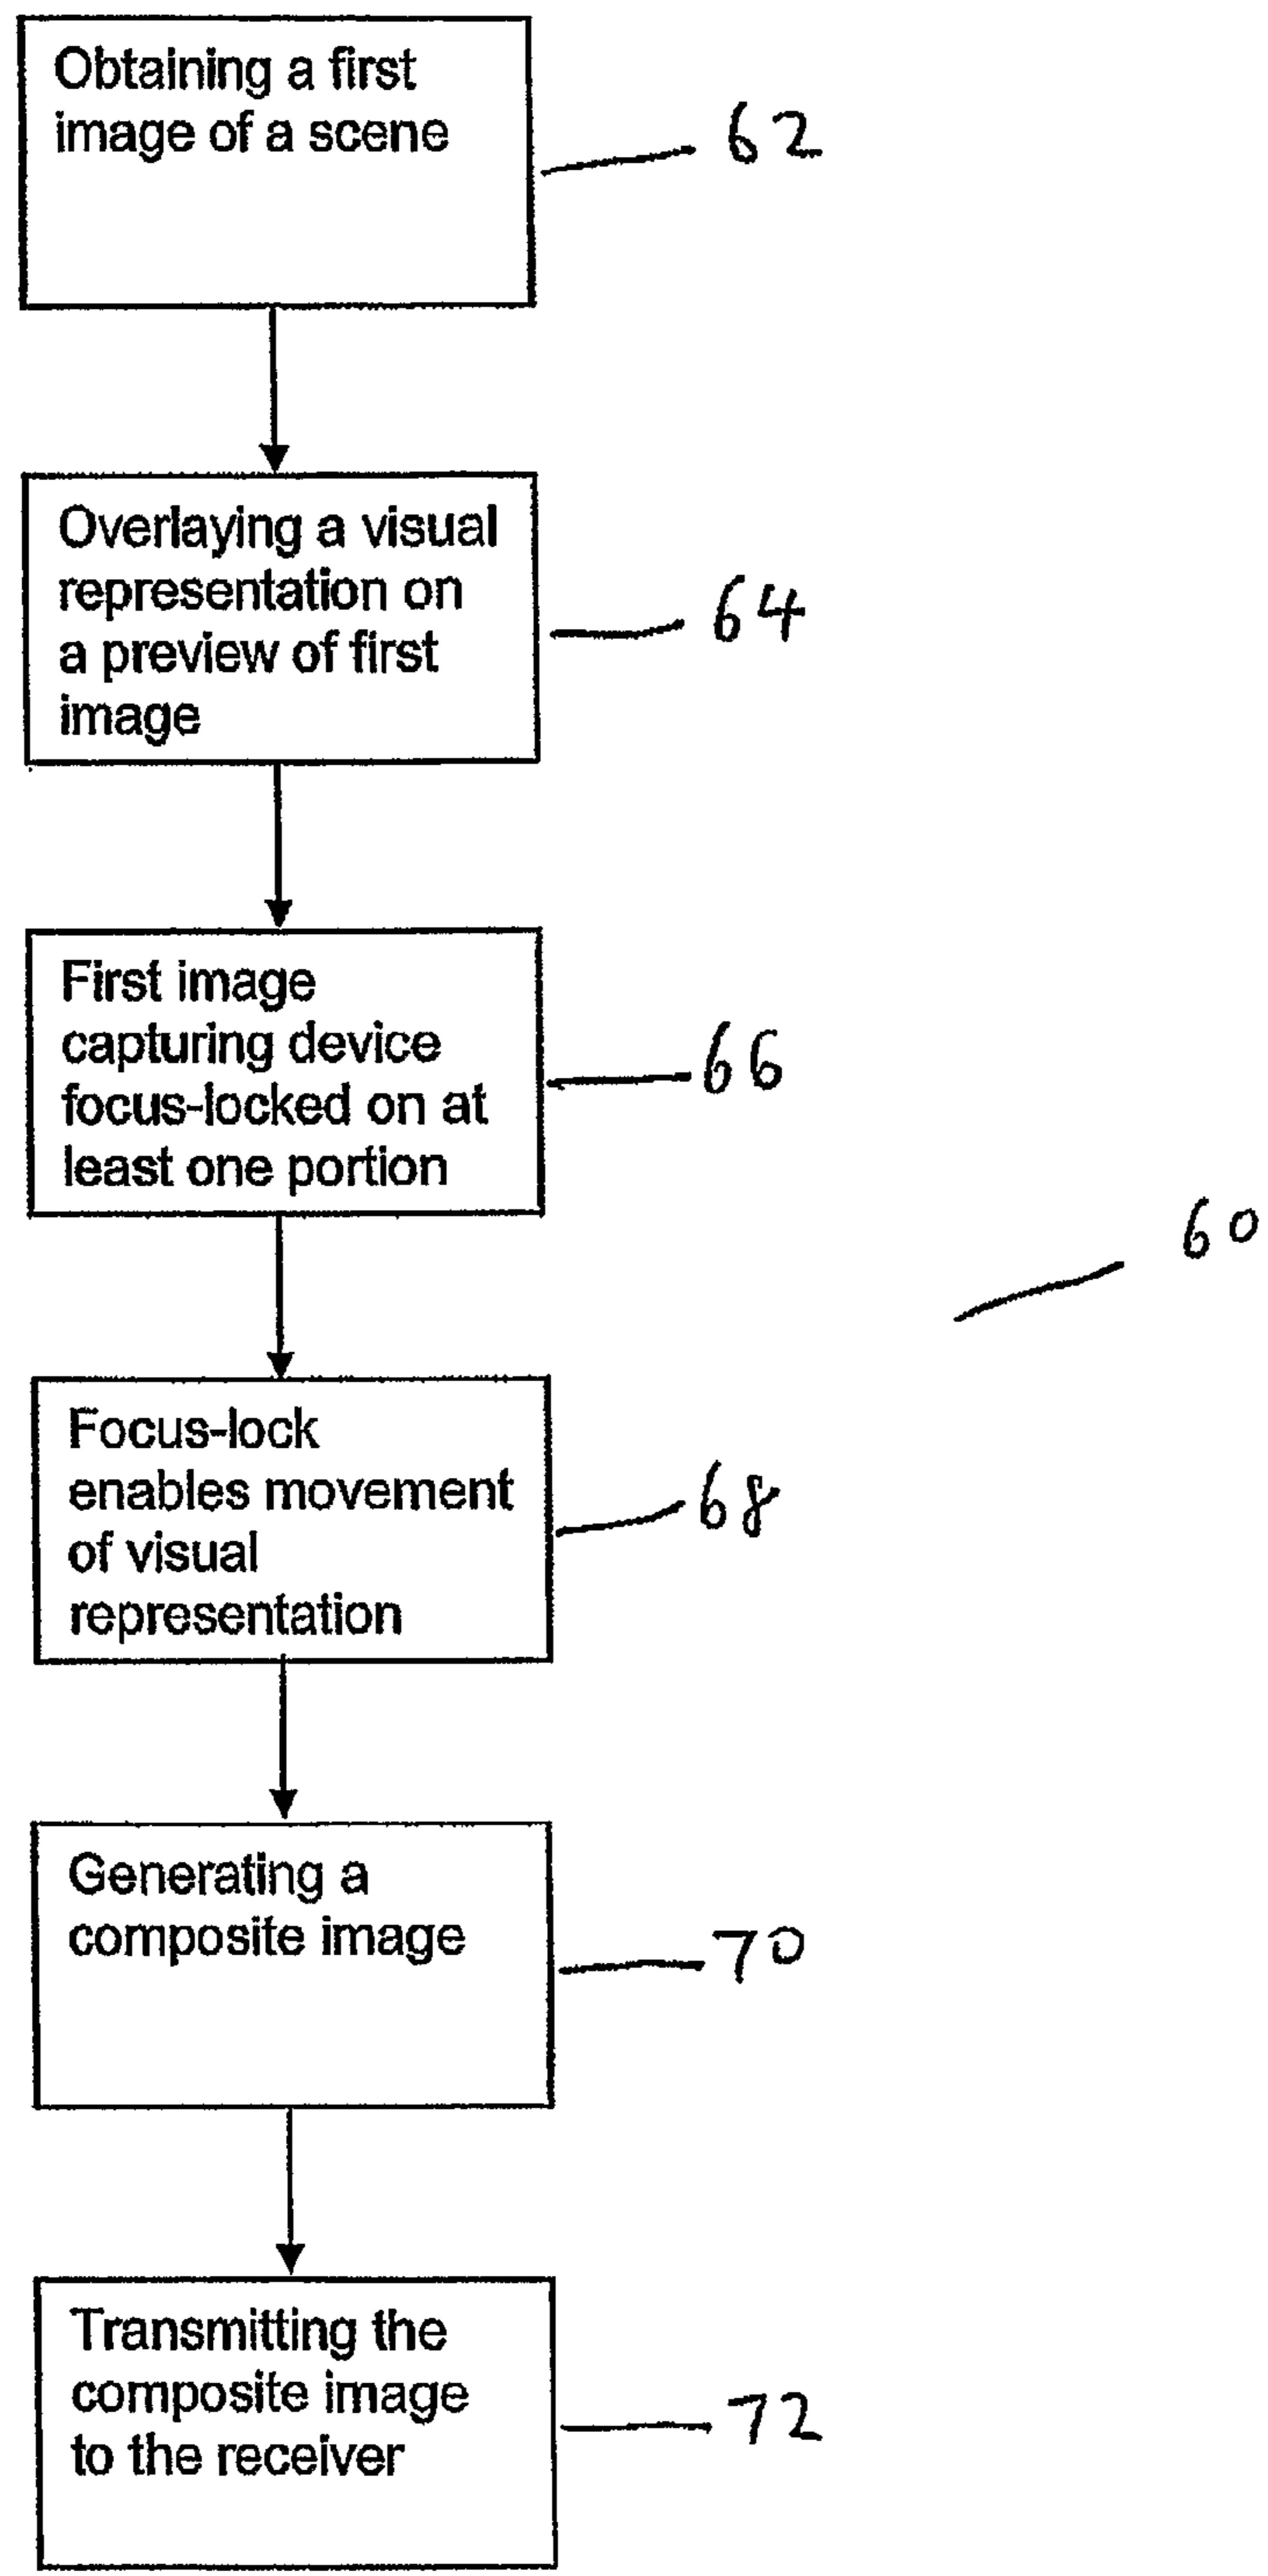 Obtaining a first
image of a scene
62
Overlaying a visual
representation on
a preview of first
image
64
First image
capturing device
focus-locked on at
least one portion
66
60
Focus-lock
enables movement
of visual
representation
68
Generating a
composite image
70
Transmitting the
composite image
to the receiver
72